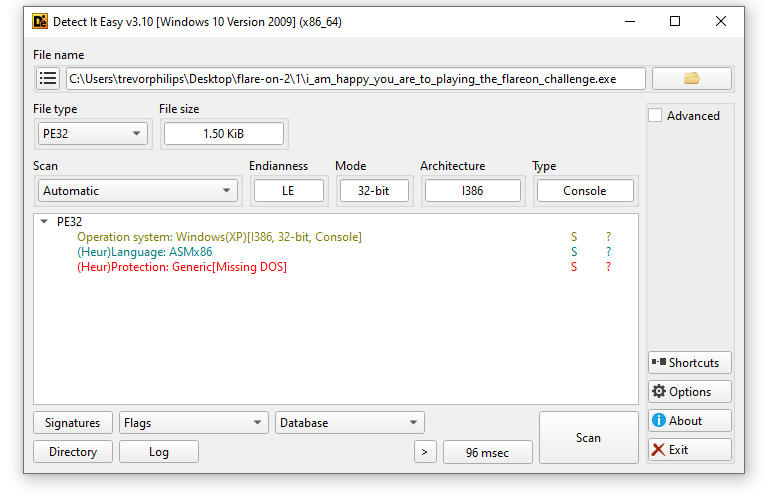 Detect It Easy v3.10 [Windows 10 Version 2009] (x86_64)
File name
C:\Users\trevorphilips\Desktop\flare-on-2\1\i_am_happy_you_are_to_playing_the_flareon_challenge.exe
File type File size
PE32 1.50 KiB
Advanced
Scan Endianness Mode Architecture Type
Automatic LE 32-bit I386 Console
PE32
Operation system: Windows(XP)[I386, 32-bit, Console] S ?
(Heur)Language: ASMx86 S ?
(Heur)Protection: Generic[Missing DOS] S ?
Shortcuts
Options
About
Exit
Signatures Flags Database
Scan
Directory Log > 96 msec